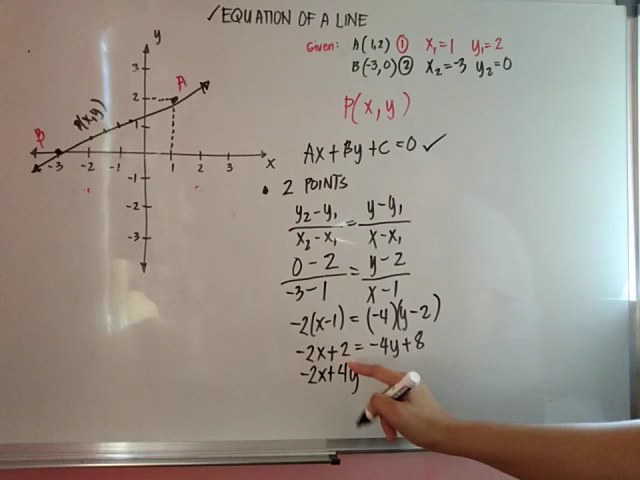 ✓EQUATION OF A LINE
Given: A(1,2) ① x₁=1 y₁=2
B(-3,0) ② x₂=-3 y₂=0
P(x,y)
Ax+By+C=0 ✓
• 2 POINTS
y₂-y₁/x₂-x₁ = y-y₁/x-x₁
0-2/-3-1 = y-2/x-1
-2(x-1) = (-4)(y-2)
-2x+2 = -4y+8
-2x+4y
y
3
2
A
P(x,y)
1
B
-3 -2 -1 1 2 3 x
-1
-2
-3